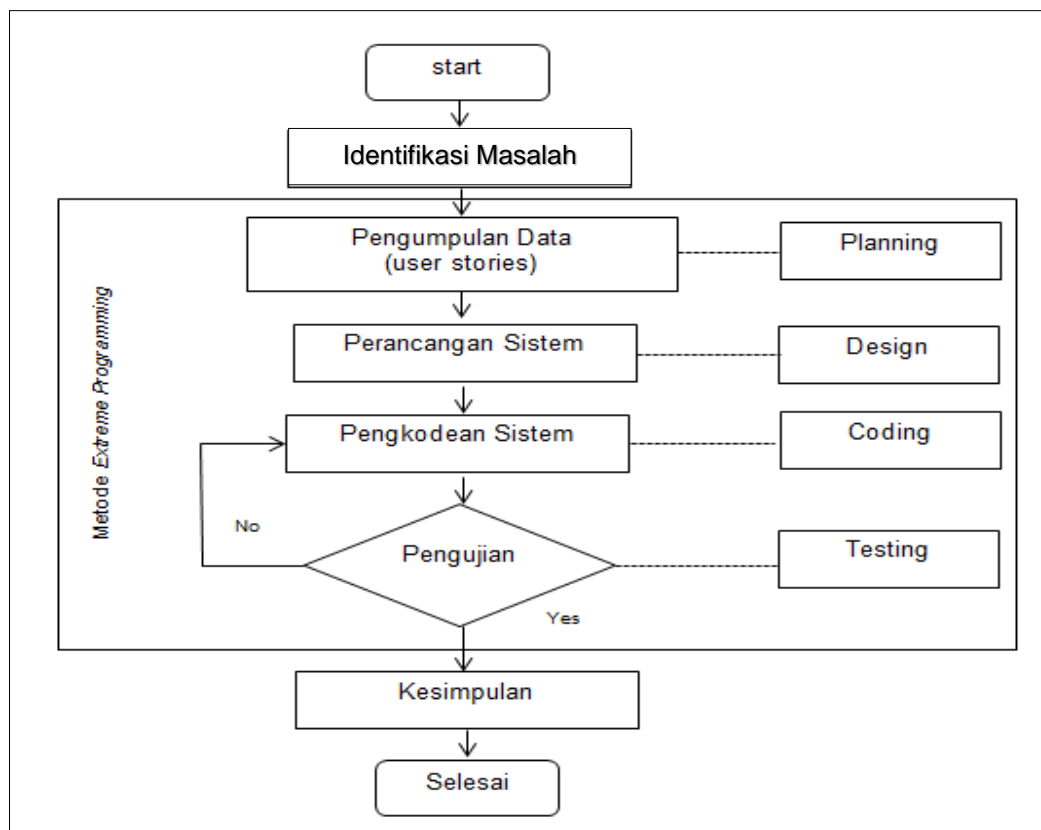 start
Identifikasi Masalah
Metode Extreme Programming
Pengumpulan Data
(user stories)
Planning
Perancangan Sistem
Design
Pengkodean Sistem
Coding
No
Pengujian
Testing
Yes
Kesimpulan
Selesai